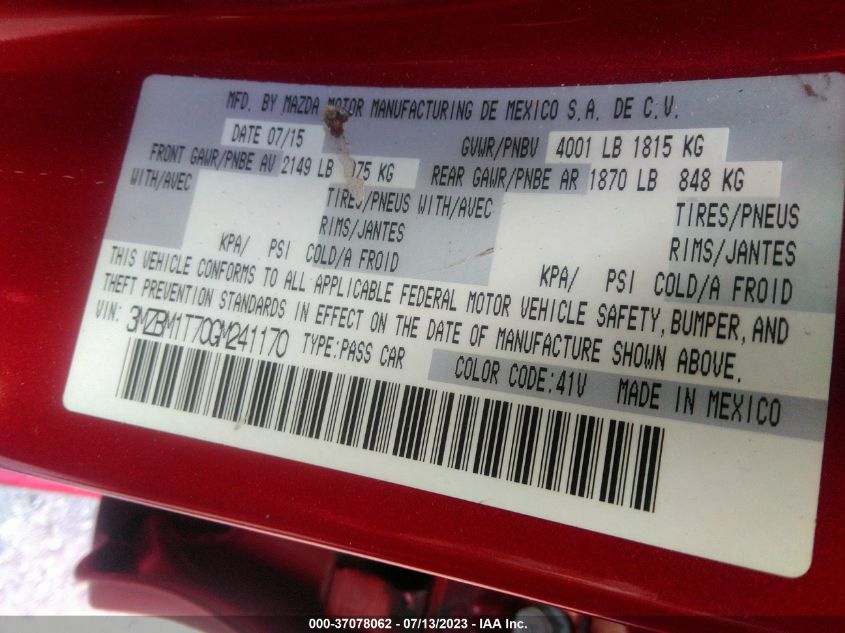 MFD. BY MAZDA MOTOR MANUFACTURING DE MEXICO S.A. DE C.V.
DATE 07/15 GVWR/PNBV 4001 LB 1815 KG
FRONT GAWR/PNBE AV 2149 LB 975 KG REAR GAWR/PNBE AR 1870 LB 848 KG
WITH/AVEC TIRES/PNEUS WITH/AVEC TIRES/PNEUS
RIMS/JANTES RIMS/JANTES
KPA/ PSI COLD/A FROID KPA/ PSI COLD/A FROID
THIS VEHICLE CONFORMS TO ALL APPLICABLE FEDERAL MOTOR VEHICLE SAFETY, BUMPER, AND
THEFT PREVENTION STANDARDS IN EFFECT ON THE DATE OF MANUFACTURE SHOWN ABOVE.
VIN: 3MZBM1T70GM241170 TYPE:PASS CAR
COLOR CODE:41V MADE IN MEXICO
000-37078062 - 07/13/2023 - IAA Inc.